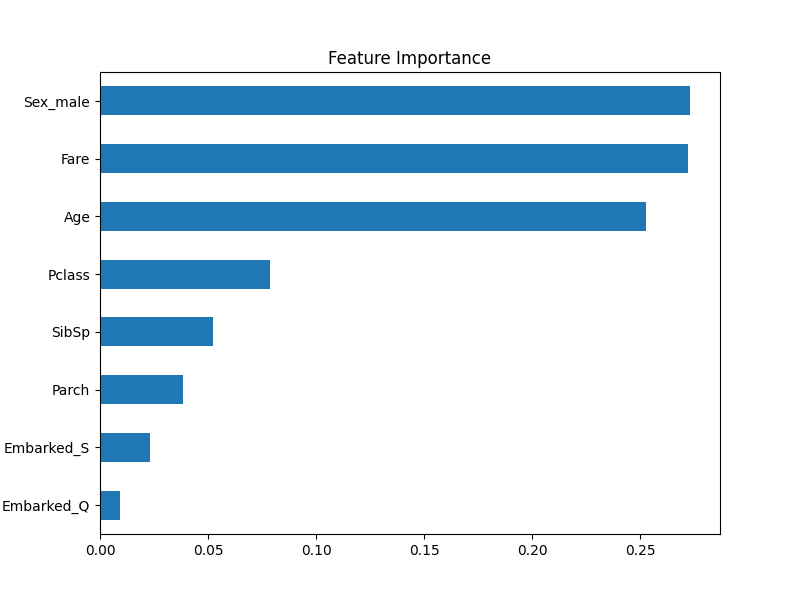 Feature Importance
Sex_male
Fare
Age
Pclass
SibSp
Parch
Embarked_S
Embarked_Q
0.00 0.05 0.10 0.15 0.20 0.25